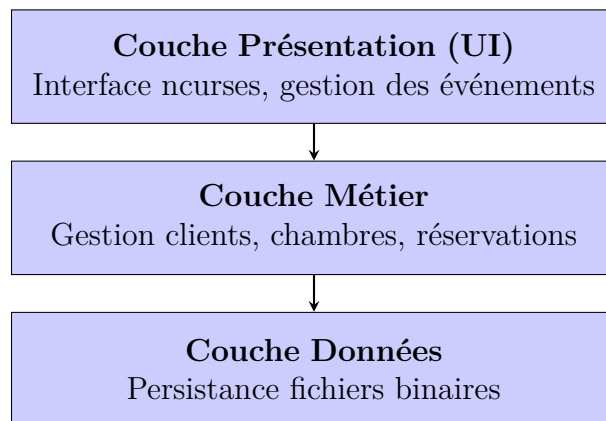 Couche Présentation (UI)
Interface ncurses, gestion des événements
Couche Métier
Gestion clients, chambres, réservations
Couche Données
Persistance fichiers binaires